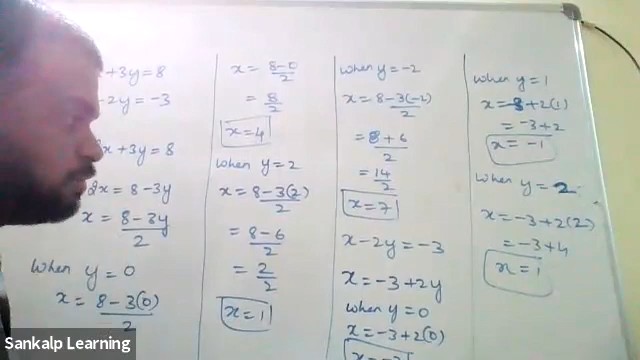 +3y=8
-2y=-3
2x+3y=8
2x=8-3y
x=8-3y/2
when y=0
x=8-3(0)/2
x=8-0/2
=8/2
x=4
when y=2
x=8-3(2)/2
=8-6/2
=2/2
x=1
when y=-2
x=8-3(-2)/2
=8+6/2
=14/2
x=7
x-2y=-3
x=-3+2y
when y=0
x=-3+2(0)
when y=1
x=-3+2(1)
=-3+2
x=-1
when y=2
x=-3+2(2)
=-3+4
x=1
Sankalp Learning